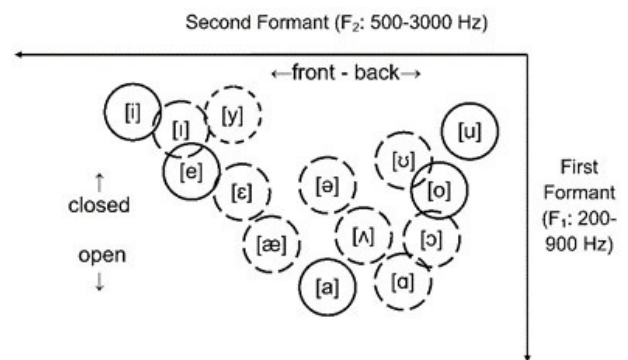 Second Formant (F₂: 500-3000 Hz)
←front - back→
[i]
[ɪ]
[y]
[e]
[ɛ]
[æ]
[ə]
[ʌ]
[a]
[ʊ]
[u]
[o]
[ɔ]
[ɑ]
↑
closed
open
↓
First
Formant
(F₁: 200-
900 Hz)